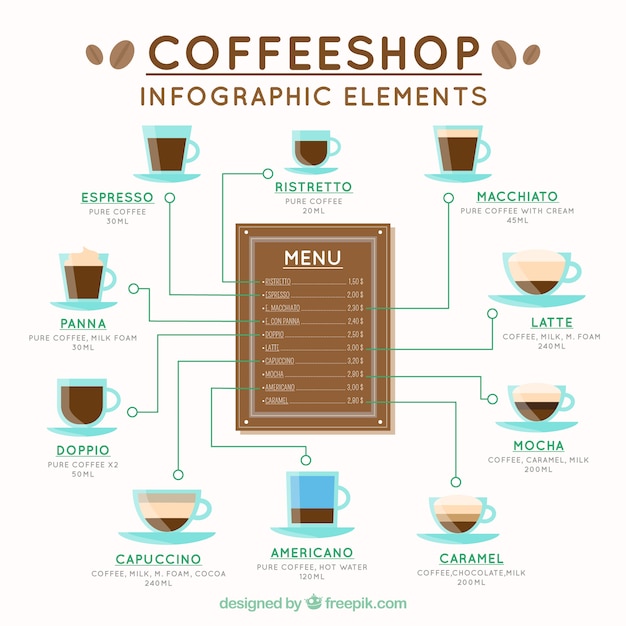 COFFEESHOP
INFOGRAPHIC ELEMENTS
ESPRESSO
PURE COFFEE
30ML
RISTRETTO
PURE COFFEE
20ML
MACCHIATO
PURE COFFEE WITH CREAM
45ML
PANNA
PURE COFFEE, MILK FOAM
30ML
MENU
RISTRETTO 1,50 $
ESPRESSO 2,00 $
L. MACCHIATO 2,30 $
L. CON PANNA 2,40 $
DOPPIO 2,50 $
LATTE 3,00 $
CAPUCCINO 3,20 $
MOCHA 2,90 $
AMERICANO 3,00 $
CARAMEL 2,90 $
LATTE
COFFEE, MILK, M. FOAM
240ML
DOPPIO
PURE COFFEE X2
50ML
MOCHA
COFFEE, CARAMEL, MILK
200ML
CAPUCCINO
COFFEE, MILK, M. FOAM, COCOA
240ML
AMERICANO
PURE COFFEE, HOT WATER
120ML
CARAMEL
COFFEE,CHOCOLATE,MILK
200ML
designed by freepik.com